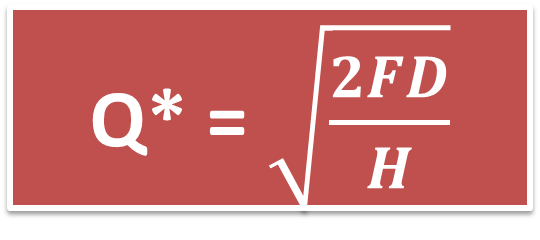 Q* = √(2FD/H)